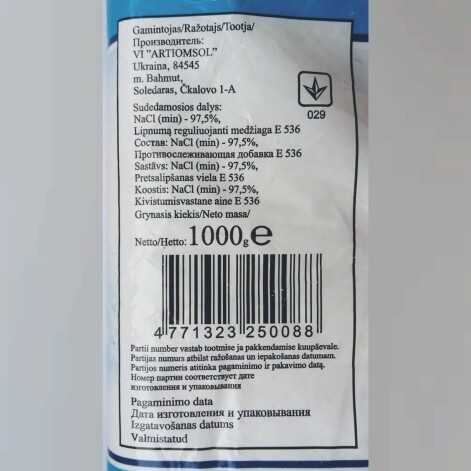 Gamintojas/Ražotajs/Tootja/
Производитель:
VI "ARTIOMSOL"
Ukraina, 84545
m. Bahmut,
Soledaras, Čkalovo 1-A
029
Sudedamosios dalys:
NaCl (min) - 97,5%,
Lipnumą reguliuojanti medžiaga E 536
Состав: NaCl (min) - 97,5%,
Противослеживающая добавка E 536
Sastāvs: NaCl (min) - 97,5%,
Pretsalipšanas viela E 536
Koostis: NaCl (min) - 97,5%,
Kivistumisvastane aine E 536
Grynasis kiekis/Neto masa/
Netto/Нетто: 1000g e
4 771323 250088
Partii number vastab tootmise ja pakkendamise kuupševale.
Partijas numurs atbilst ražošanas un iepakošanas datumam.
Partijos numeris atitinka pagaminimo ir pakavimo datą.
Номер партии соответствует дате
изготовления и упаковывания
Pagaminimo data
Дата изготовления и упаковывания
Izgatavošanas datums
Valmistatud